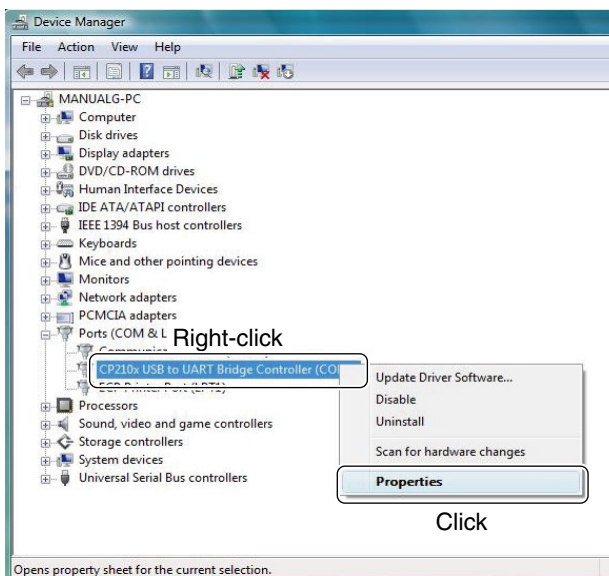 Device Manager
File Action View Help
MANUALG-PC
Computer
Disk drives
Display adapters
DVD/CD-ROM drives
Human Interface Devices
IDE ATA/ATAPI controllers
IEEE 1394 Bus host controllers
Keyboards
Mice and other pointing devices
Monitors
Network adapters
PCMCIA adapters
Ports (COM & L
Right-click
CP210x USB to UART Bridge Controller (CO
Processors
Sound, video and game controllers
Storage controllers
System devices
Universal Serial Bus controllers
Update Driver Software...
Disable
Uninstall
Scan for hardware changes
Properties
Click
Opens property sheet for the current selection.